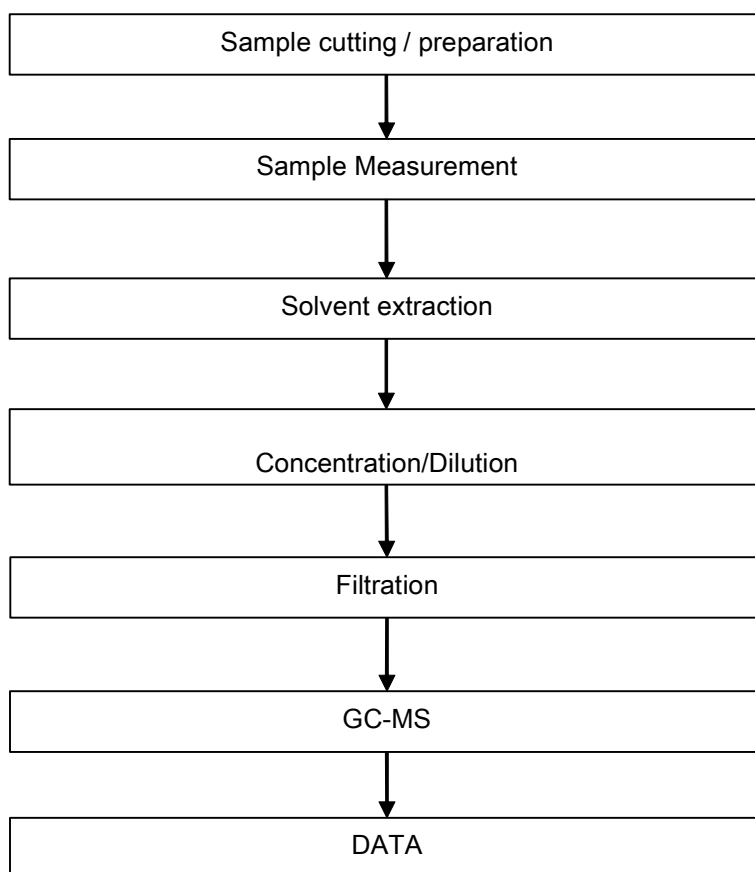 Sample cutting / preparation
Sample Measurement
Solvent extraction
Concentration/Dilution
Filtration
GC-MS
DATA